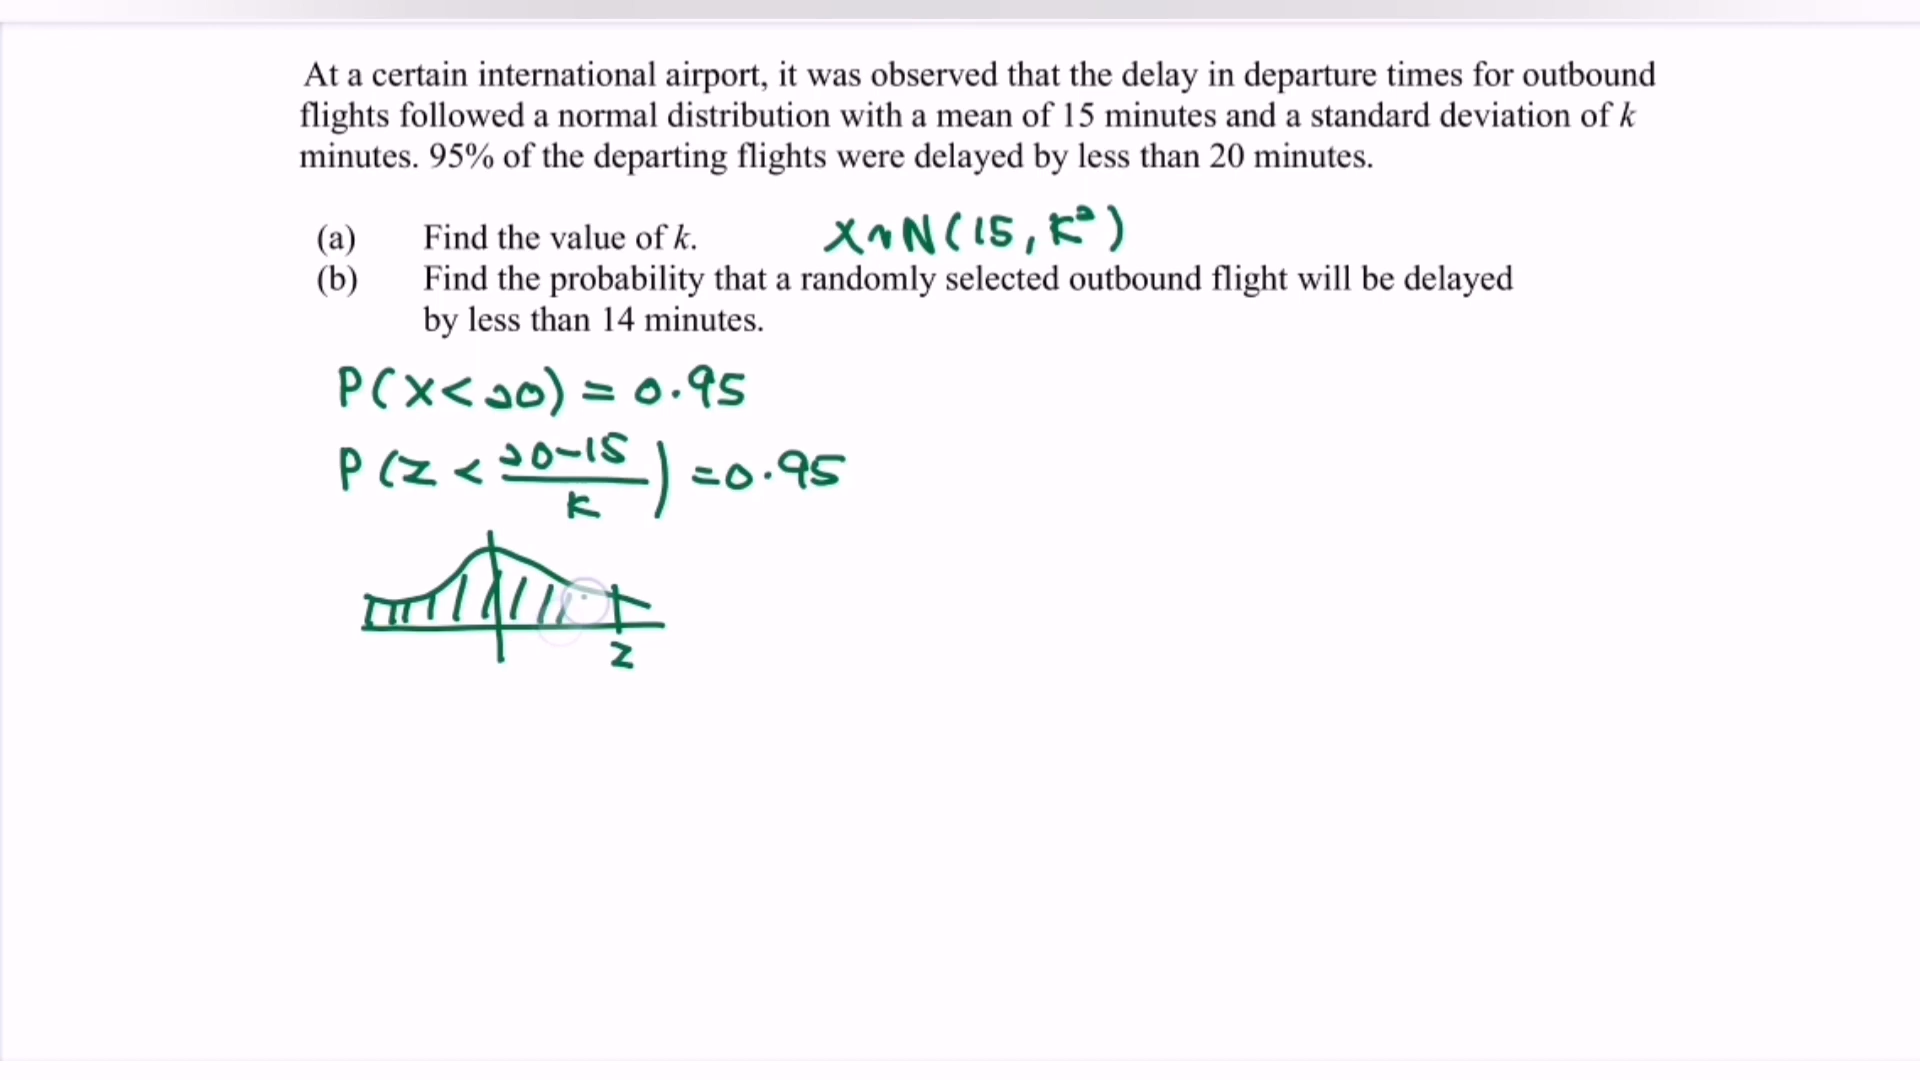 At a certain international airport, it was observed that the delay in departure times for outbound
flights followed a normal distribution with a mean of 15 minutes and a standard deviation of k
minutes. 95% of the departing flights were delayed by less than 20 minutes.
(a) Find the value of k. X~N(15, k²)
(b) Find the probability that a randomly selected outbound flight will be delayed
by less than 14 minutes.
P(X<20) = 0.95
P(Z < (20-15)/k) = 0.95
z